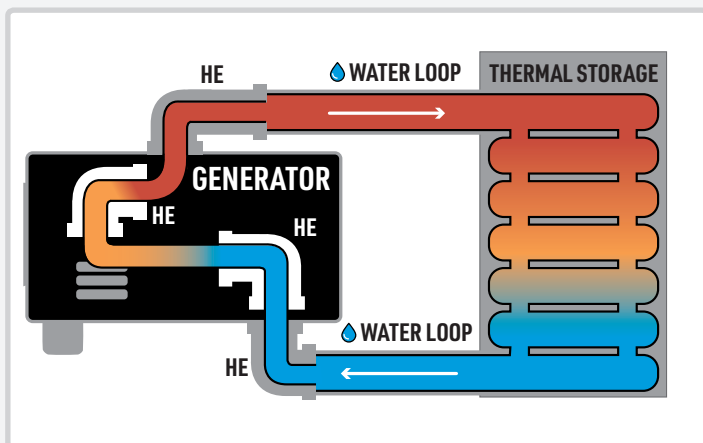 HE
WATER LOOP
THERMAL STORAGE
GENERATOR
HE
HE
WATER LOOP
HE